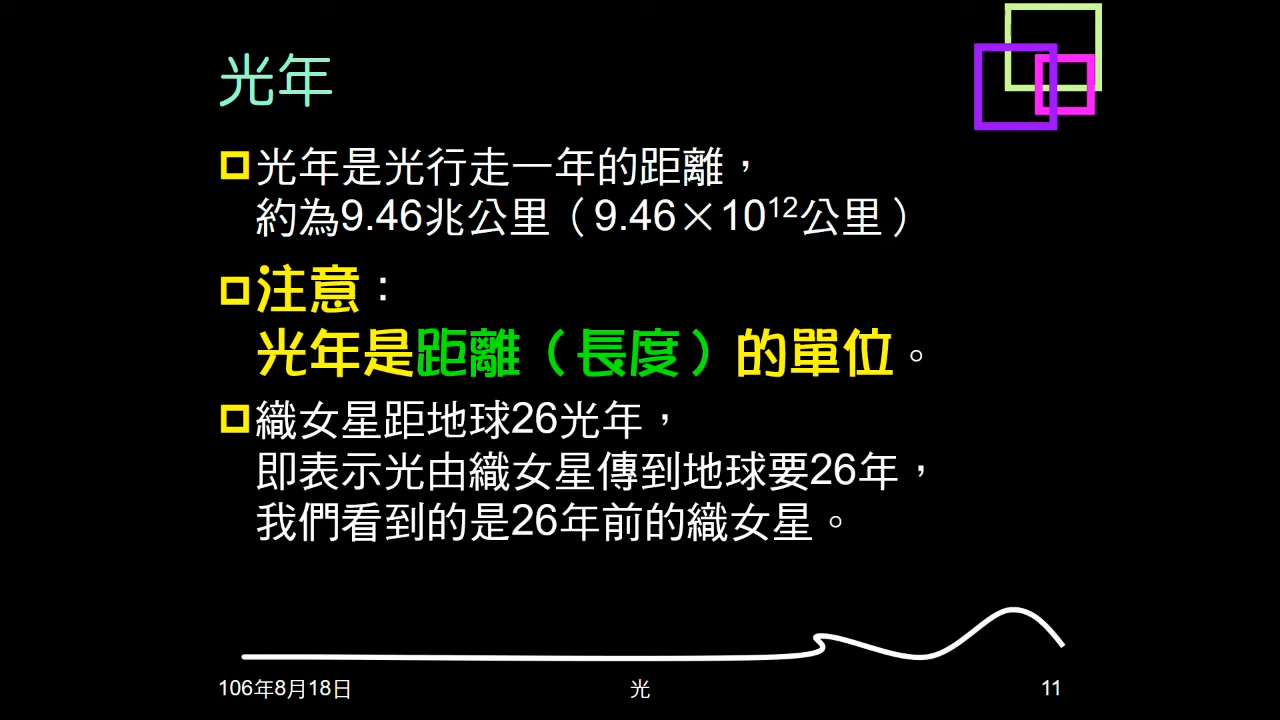 光年
光年是光行走一年的距離，
約為9.46兆公里（9.46×10¹²公里）
注意：
光年是距離（長度）的單位。
織女星距地球26光年，
即表示光由織女星傳到地球要26年，
我們看到的是26年前的織女星。
106年8月18日
光
11